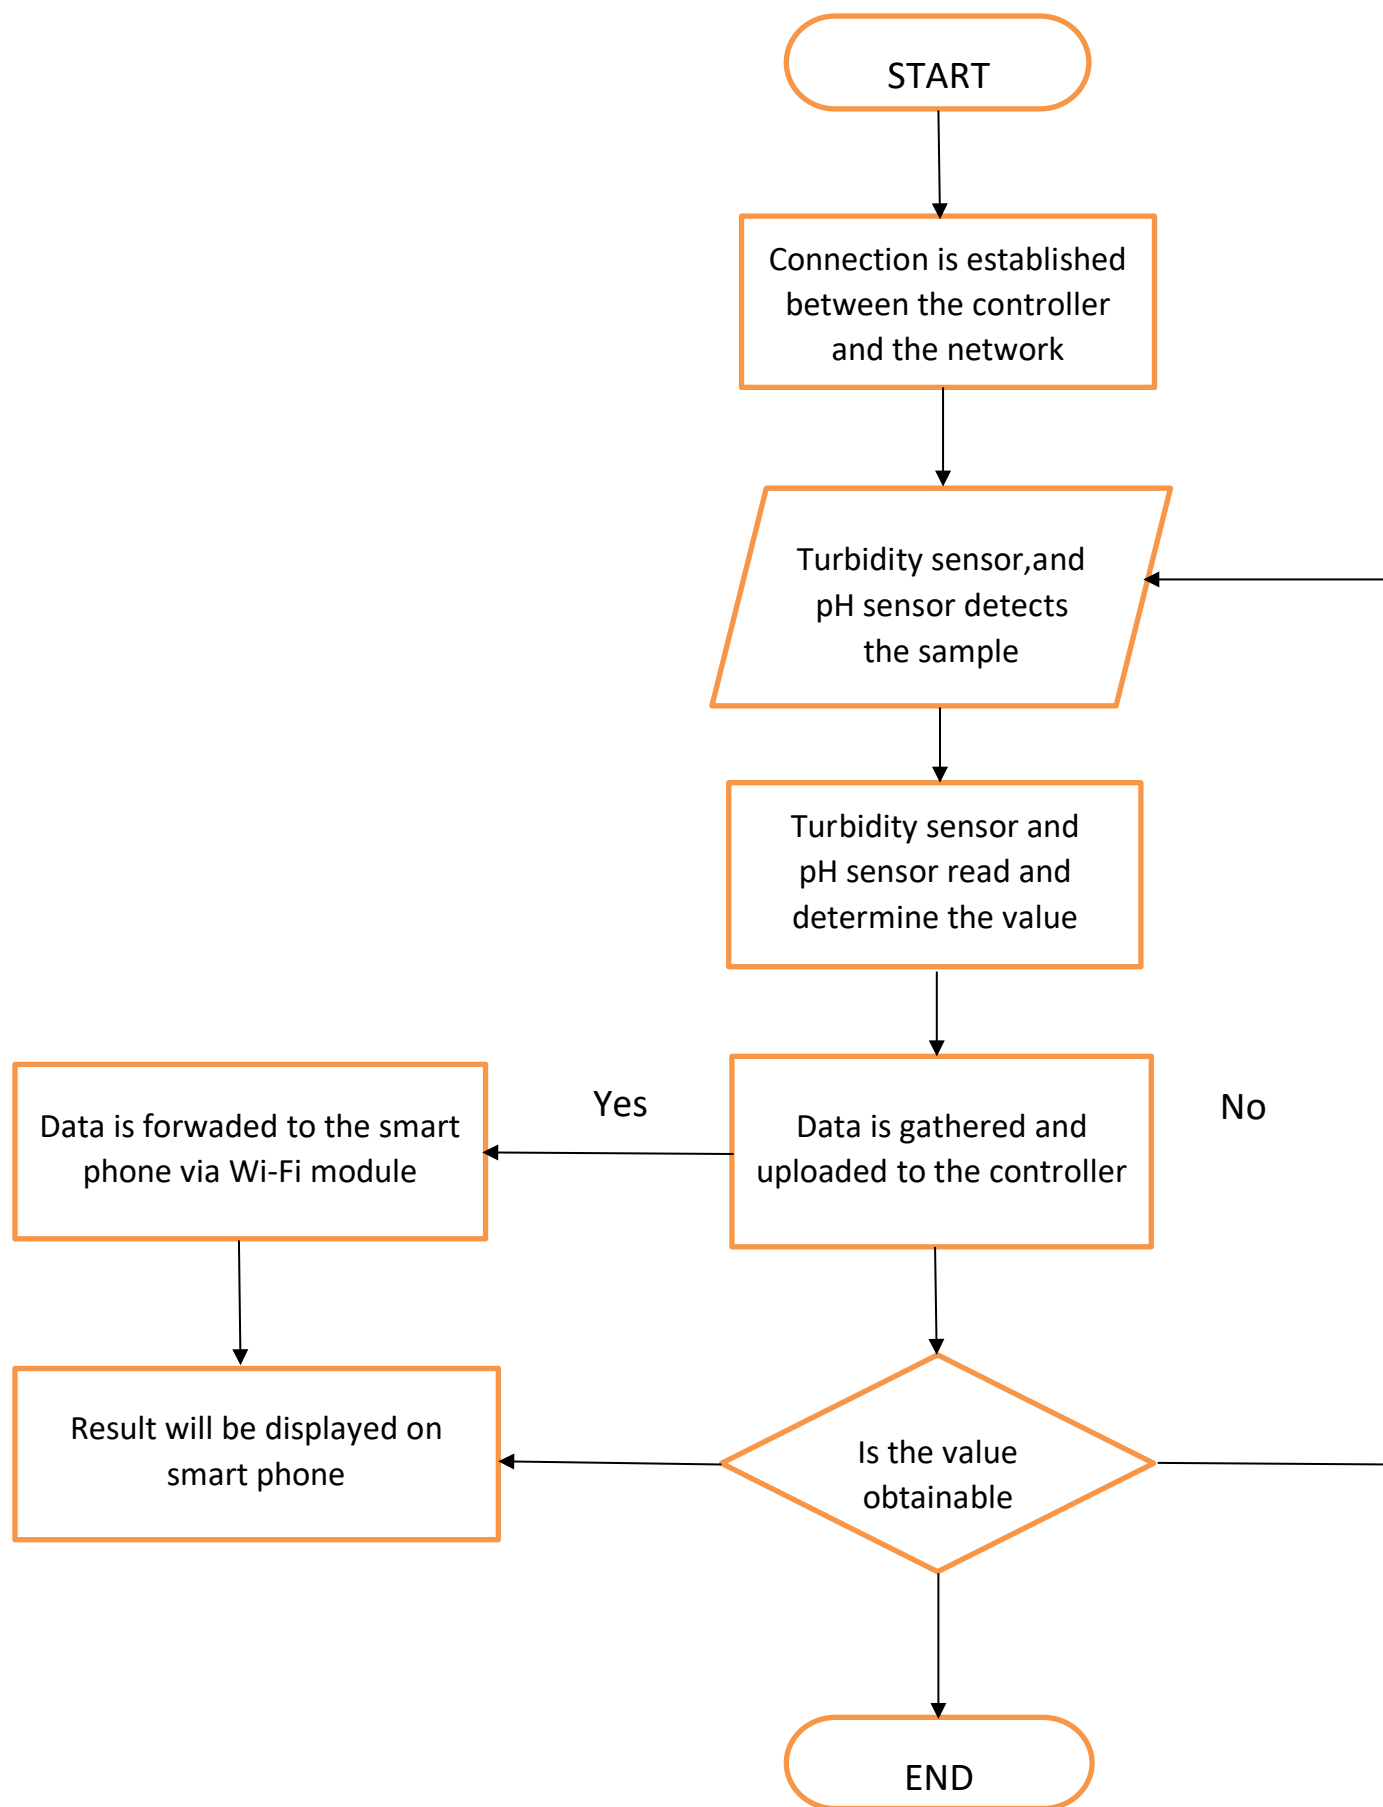 START
Connection is established
between the controller
and the network
Turbidity sensor,and
pH sensor detects
the sample
Turbidity sensor and
pH sensor read and
determine the value
Data is forwaded to the smart
phone via Wi-Fi module
Yes
Data is gathered and
uploaded to the controller
No
Result will be displayed on
smart phone
Is the value
obtainable
END